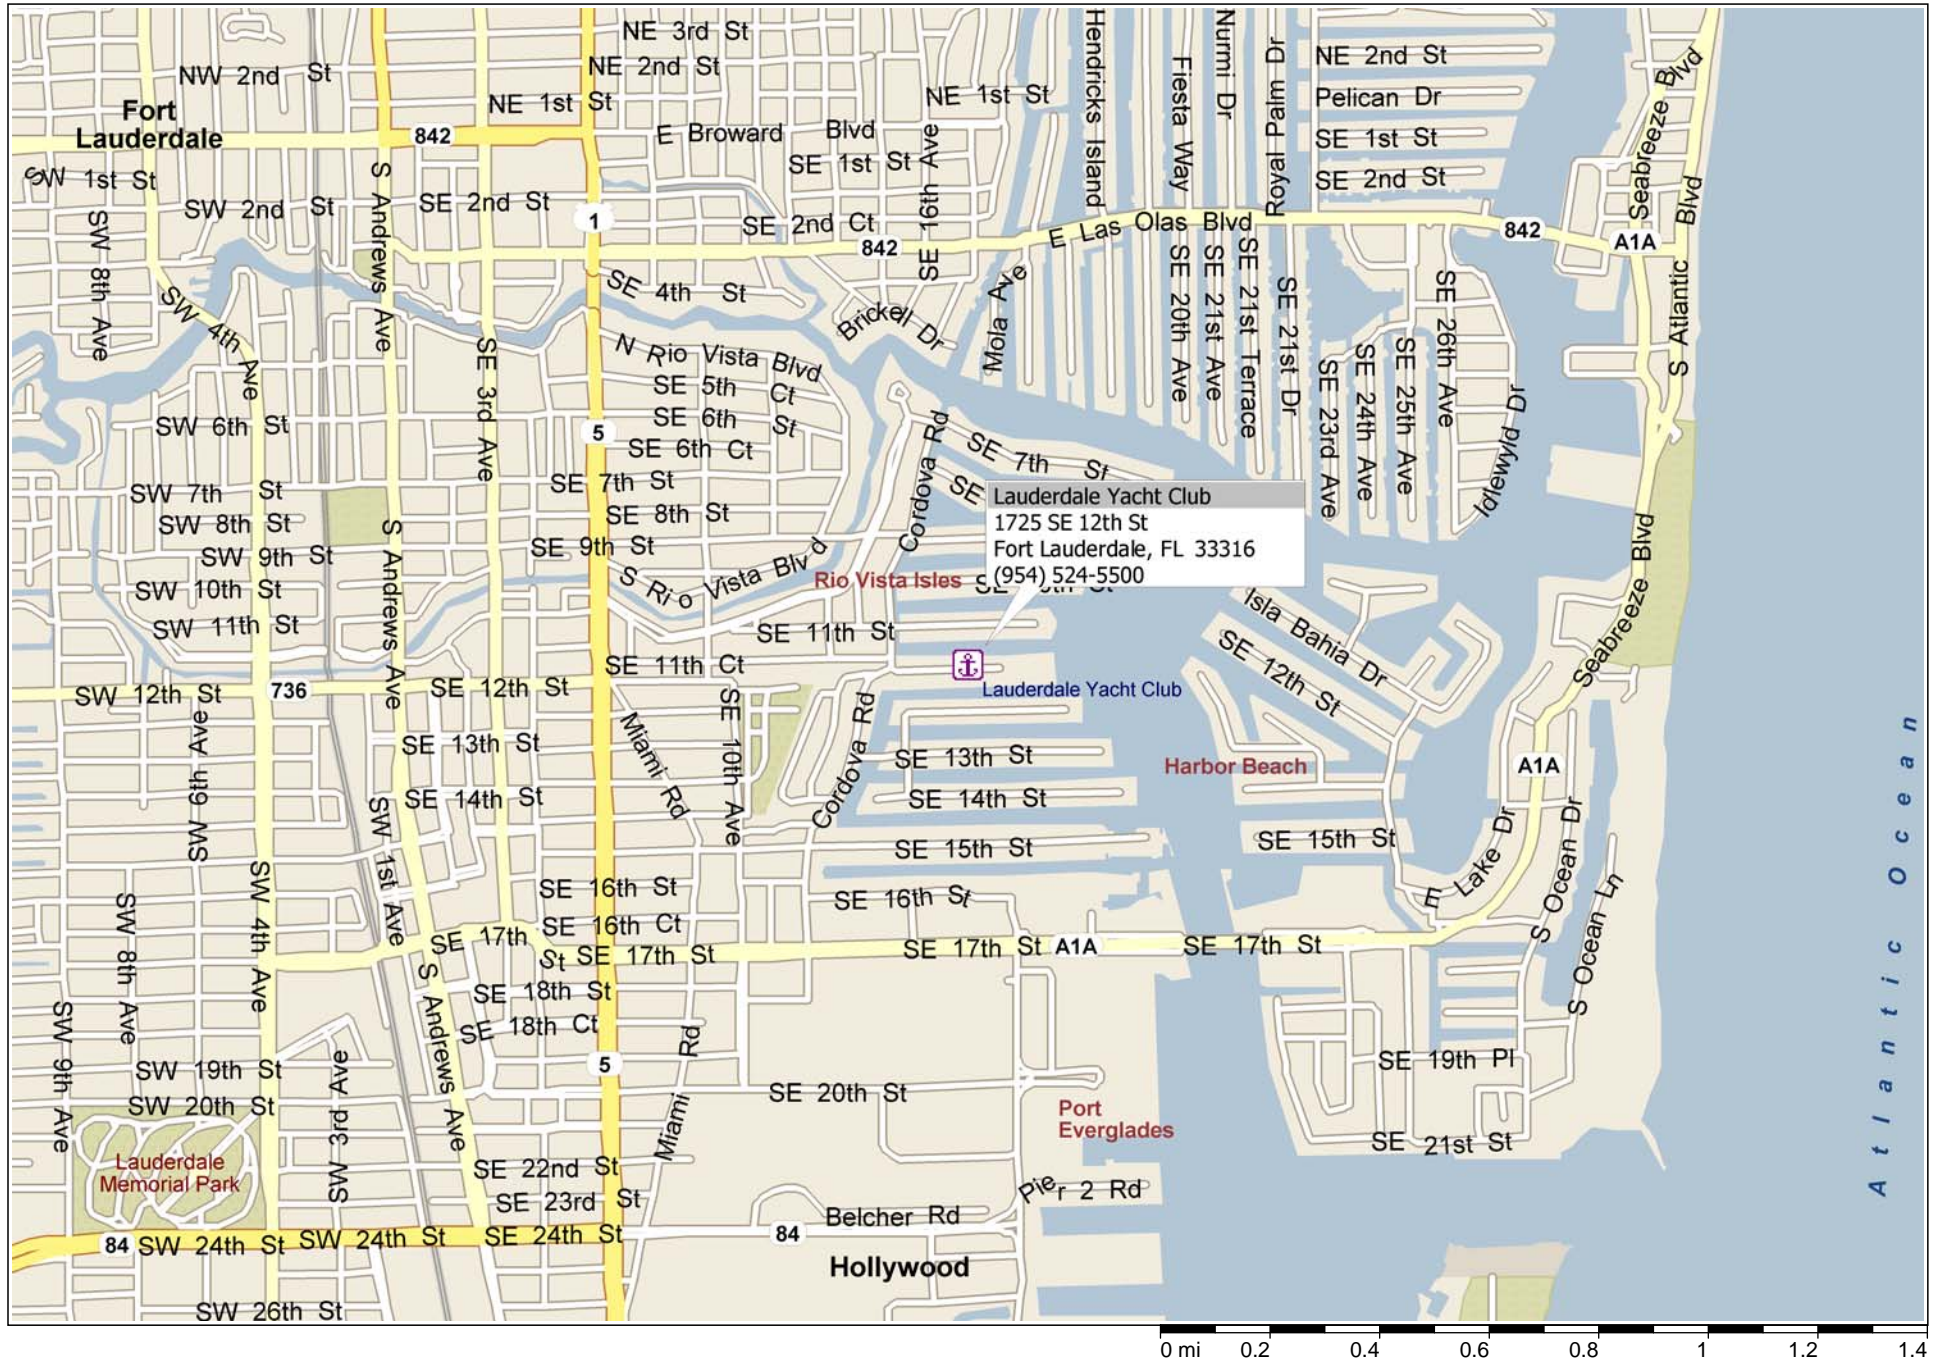 NE 3rd St
NE 2nd St
NE 2nd St
NW 2nd St
Fort
Lauderdale
NE 1st St
NE 1st St
Pelican Dr
Hendricks Island
Fiesta Way
Nurmi Dr
Royal Palm Dr
Seabreeze Blvd
842
E Broward Blvd
SE 1st St
SE 1st St
SE 16th Ave
SW 1st St
SE 2nd St
SW 2nd St
S Andrews Ave
SE 2nd St
1
SE 2nd Ct
842
E Las Olas Blvd
842
A1A
Seabreeze Blvd
S Atlantic Blvd
SW 8th Ave
SW 4th Ave
SE 4th St
Brickell Dr
Mola Ave
SE 20th Ave
SE 21st Ave
SE 21st Terrace
SE 21st Dr
SE 23rd Ave
SE 24th Ave
SE 25th Ave
SE 26th Ave
Idlewyld Dr
N Rio Vista Blvd
SE 3rd Ave
SE 5th Ct
SW 6th St
SE 6th St
5
SE 6th Ct
Cordova Rd
SE 7th St
SW 7th St
SE 7th St
SE
Lauderdale Yacht Club
1725 SE 12th St
Fort Lauderdale, FL 33316
(954) 524-5500
SW 8th St
SE 8th St
S Andrews Ave
SW 9th St
SE 9th St
S Rio Vista Blvd
Rio Vista Isles
SW 10th St
Isla Bahia Dr
Seabreeze Blvd
SW 11th St
SE 11th St
SE 11th Ct
SE 12th St
Lauderdale Yacht Club
SW 12th St
736
SE 12th St
SE 10th Ave
Cordova Rd
Miami Rd
SW 6th Ave
SE 13th St
SE 13th St
Harbor Beach
A1A
SE 14th St
SE 14th St
SW 1st Ave
SE 15th St
SE 15th St
E Lake Dr
S Ocean Dr
S Ocean Ln
Atlantic Ocean
SW 4th Ave
SW 8th Ave
SE 16th St
SE 16th St
SE 16th Ct
SE 17th St
SE 17th St
SE 17th St
A1A
SE 17th St
S Andrews Ave
SE 18th St
SE 18th Ct
SW 9th Ave
Miami Rd
5
SW 19th St
SW 3rd Ave
SE 19th Pl
SE 20th St
SW 20th St
Port
Everglades
SE 21st St
Lauderdale
Memorial Park
SE 22nd St
Pier 2 Rd
SE 23rd St
Belcher Rd
84
SW 24th St
SW 24th St
SE 24th St
84
Hollywood
SW 26th St
0 mi 0.2 0.4 0.6 0.8 1 1.2 1.4